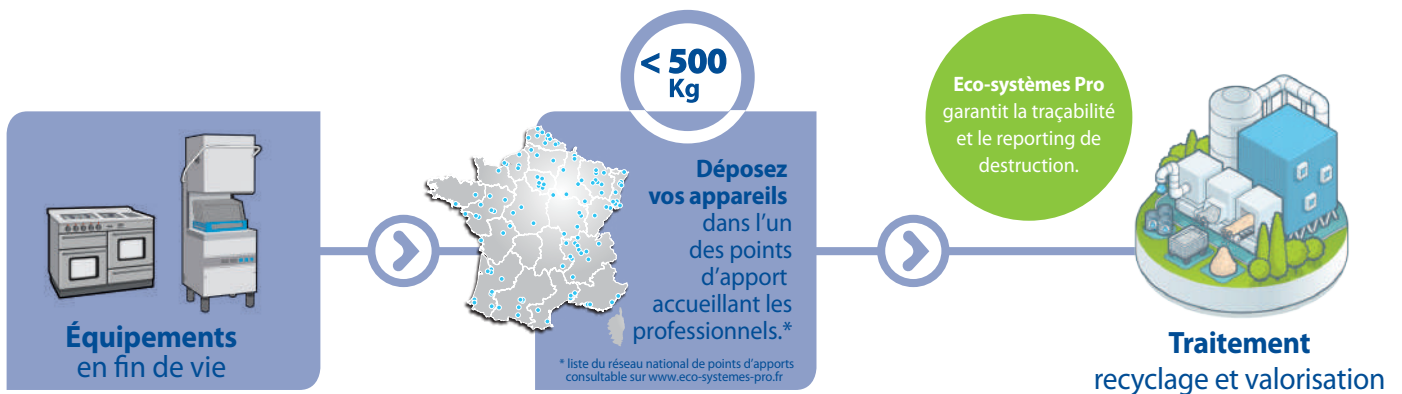 Équipements
en fin de vie
< 500
Kg
Déposez
vos appareils
dans l’un
des points
d’apport
accueillant les
professionnels.*
* liste du réseau national de points d’apports
consultable sur www.eco-systemes-pro.fr
Eco-systèmes Pro
garantit la traçabilité
et le reporting de
destruction.
Traitement
recyclage et valorisation